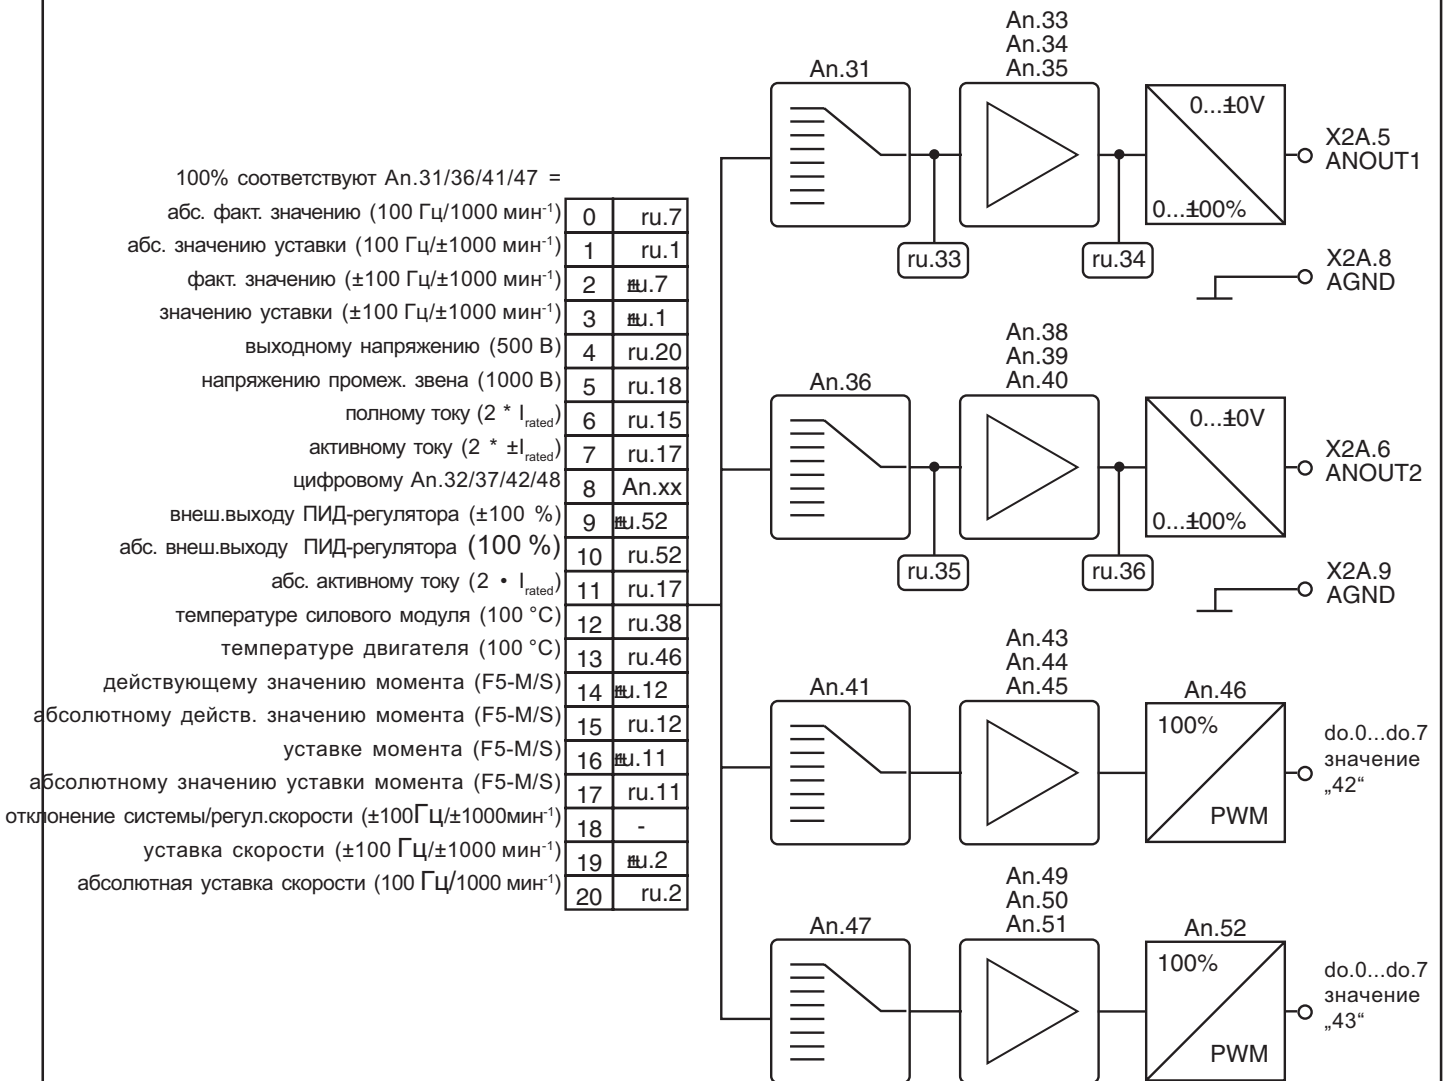 An.33
An.34
An.35
An.31
0...±10V
0...±100%
X2A.5
ANOUT1
ru.33
ru.34
X2A.8
AGND
100% соответствуют An.31/36/41/47 =
абс. факт. значению (100 Гц/1000 мин⁻¹) 0 ru.7
абс. значению уставки (100 Гц/±1000 мин⁻¹) 1 ru.1
факт. значению (±100 Гц/±1000 мин⁻¹) 2 ±ru.7
значению уставки (±100 Гц/±1000 мин⁻¹) 3 ±ru.1
выходному напряжению (500 В) 4 ru.20
напряжению промеж. звена (1000 В) 5 ru.18
полному току (2 * I rated) 6 ru.15
активному току (2 * ±I rated) 7 ru.17
цифровому An.32/37/42/48 8 An.xx
внеш.выходу ПИД-регулятора (±100 %) 9 ±ru.52
абс. внеш.выходу ПИД-регулятора (100 %) 10 ru.52
абс. активному току (2 • I rated) 11 ru.17
температуре силового модуля (100 °C) 12 ru.38
температуре двигателя (100 °C) 13 ru.46
действующему значению момента (F5-M/S) 14 ±ru.12
абсолютному действ. значению момента (F5-M/S) 15 ru.12
уставке момента (F5-M/S) 16 ±ru.11
абсолютному значению уставки момента (F5-M/S) 17 ru.11
отклонение системы/регул.скорости (±100Гц/±1000мин⁻¹) 18 -
уставка скорости (±100 Гц/±1000 мин⁻¹) 19 ±ru.2
абсолютная уставка скорости (100 Гц/1000 мин⁻¹) 20 ru.2
An.38
An.39
An.40
An.36
0...±10V
0...±100%
X2A.6
ANOUT2
ru.35
ru.36
X2A.9
AGND
An.43
An.44
An.45
An.41
An.46
100%
PWM
do.0...do.7
значение
„42“
An.49
An.50
An.51
An.47
An.52
100%
PWM
do.0...do.7
значение
„43“